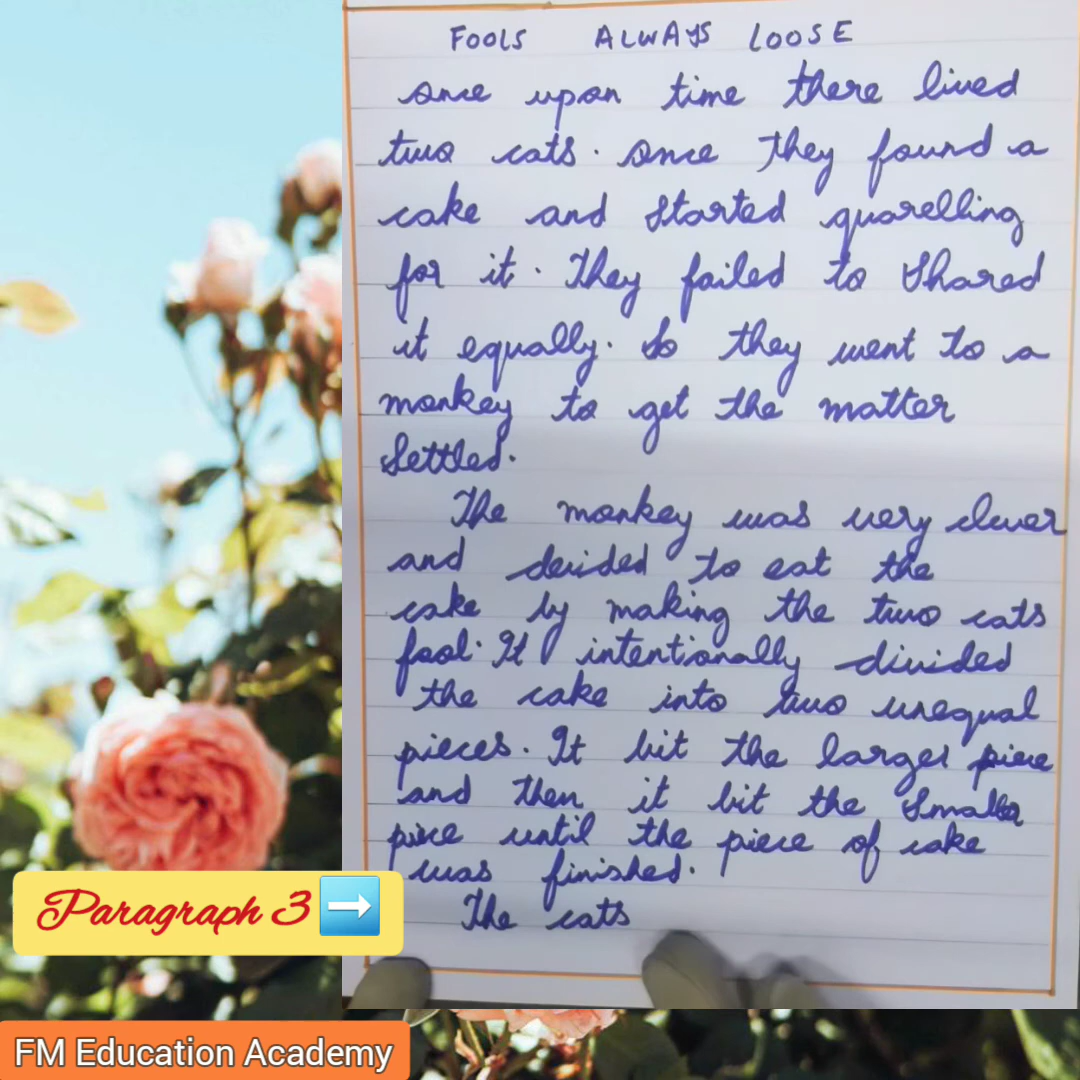 FOOLS ALWAYS LOOSE
once upon time there lived
two cats. once They found a
cake and started quarelling
for it. They failed to Shared
it equally. So they went to a
monkey to get the matter
Settled.
The monkey was very clever
and decided to eat the
cake by making the two cats
fool. It intentionally divided
the cake into two unequal
pieces. It bit the larger piece
and then it bit the Smaller
piece until the piece of cake
was finished.
The cats
Paragraph 3
FM Education Academy